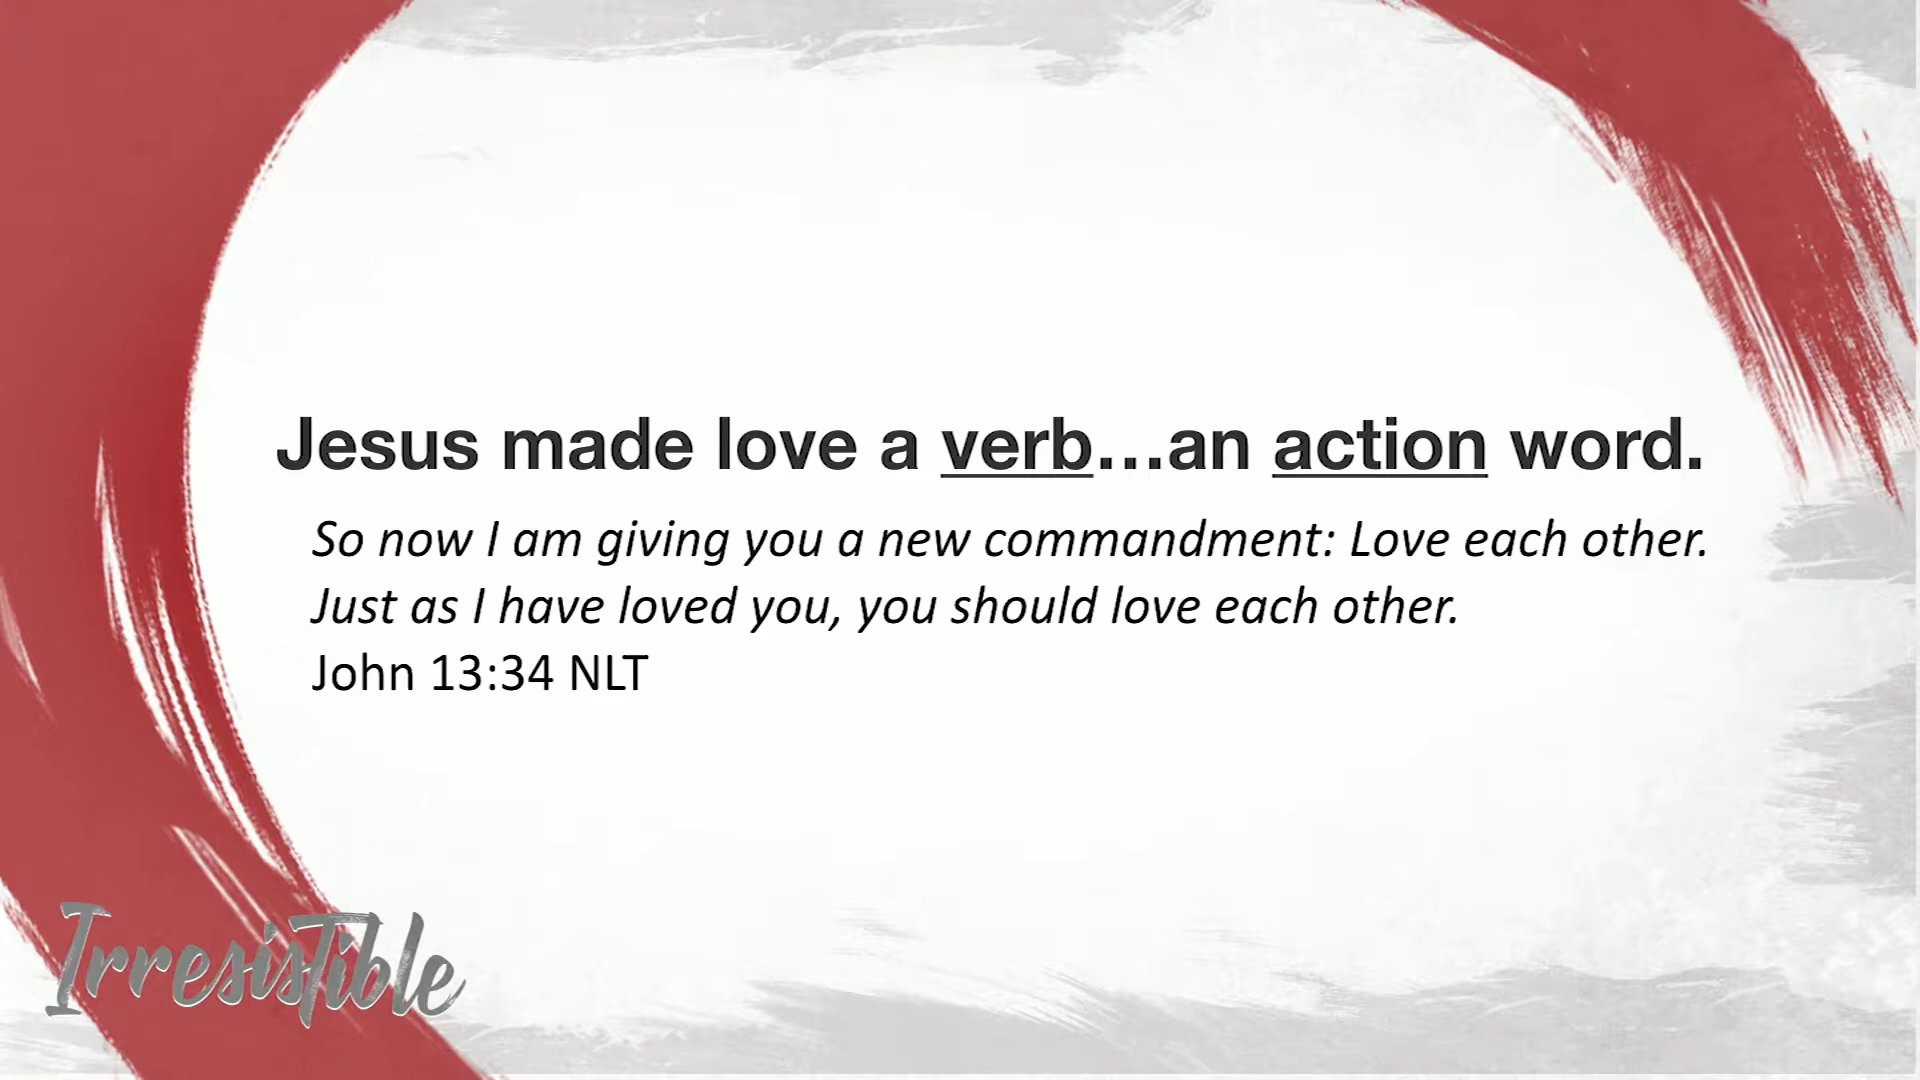 Jesus made love a verb...an action word.
So now I am giving you a new commandment: Love each other.
Just as I have loved you, you should love each other.
John 13:34 NLT
IrresisTible